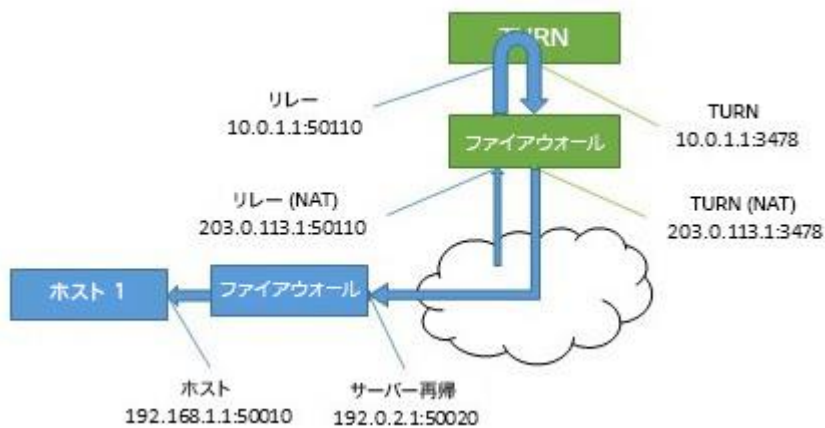 TURN
リレー
10.0.1.1:50110
TURN
10.0.1.1:3478
ファイアウォール
リレー (NAT)
203.0.113.1:50110
TURN (NAT)
203.0.113.1:3478
ホスト 1
ファイアウォール
ホスト
192.168.1.1:50010
サーバー再帰
192.0.2.1:50020